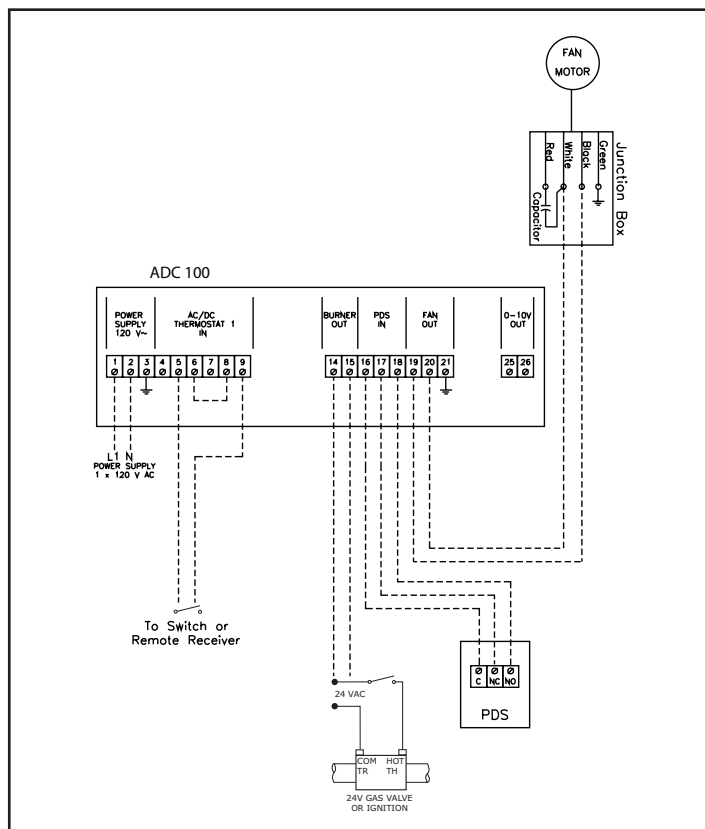 FAN
MOTOR
Red
White
Black
Green
Capacitor
Junction Box
ADC 100
POWER
SUPPLY
120 V~
AC/DC
THERMOSTAT 1
IN
BURNER
OUT
PDS
IN
FAN
OUT
0-10V
OUT
1 2 3 4 5 6 7 8 9
14 15 16 17 18 19 20 21
25 26
L1 N
POWER SUPPLY
1 x 120 V AC
To Switch or
Remote Receiver
C NC NO
PDS
24 VAC
COM HOT
TR TH
24V GAS VALVE
OR IGNITION